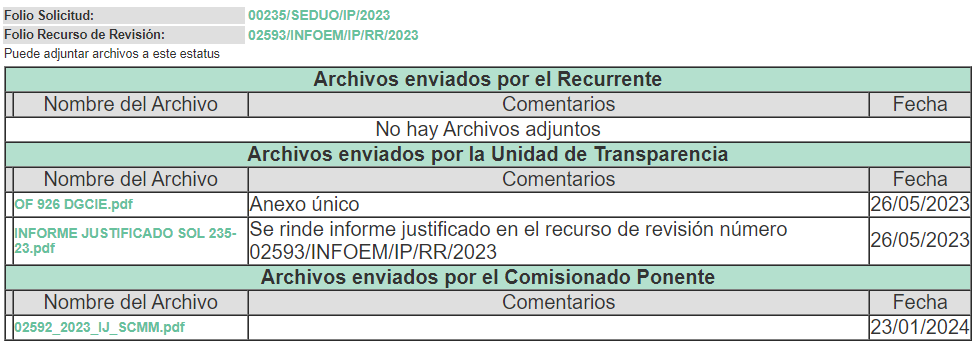 Folio Solicitud: 00235/SEDUO/IP/2023
Folio Recurso de Revisión: 02593/INFOEM/IP/RR/2023
Puede adjuntar archivos a este estatus
Archivos enviados por el Recurrente
Nombre del Archivo Comentarios Fecha
No hay Archivos adjuntos
Archivos enviados por la Unidad de Transparencia
Nombre del Archivo Comentarios Fecha
OF 926 DGCIE.pdf Anexo único 26/05/2023
INFORME JUSTIFICADO SOL 235-
23.pdf
Se rinde informe justificado en el recurso de revisión número
02593/INFOEM/IP/RR/2023
26/05/2023
Archivos enviados por el Comisionado Ponente
Nombre del Archivo Comentarios Fecha
02592_2023_IJ_SCMM.pdf 23/01/2024